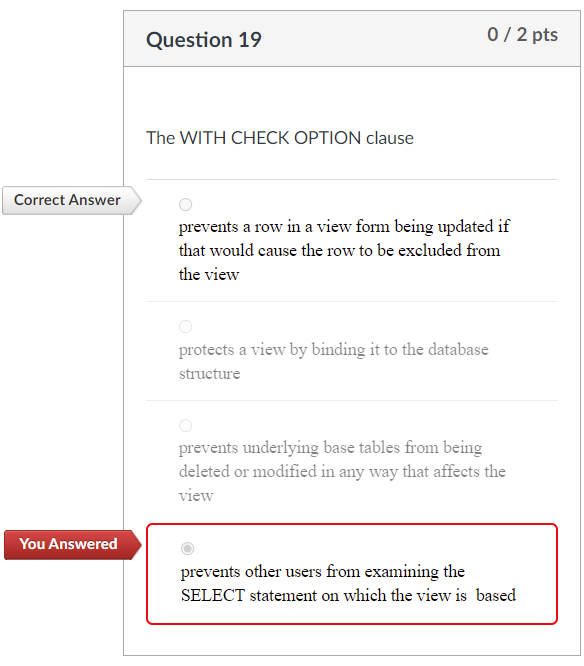 Question 19
0 / 2 pts
The WITH CHECK OPTION clause
Correct Answer
prevents a row in a view form being updated if
that would cause the row to be excluded from
the view
protects a view by binding it to the database
structure
prevents underlying base tables from being
deleted or modified in any way that affects the
view
You Answered
prevents other users from examining the
SELECT statement on which the view is  based